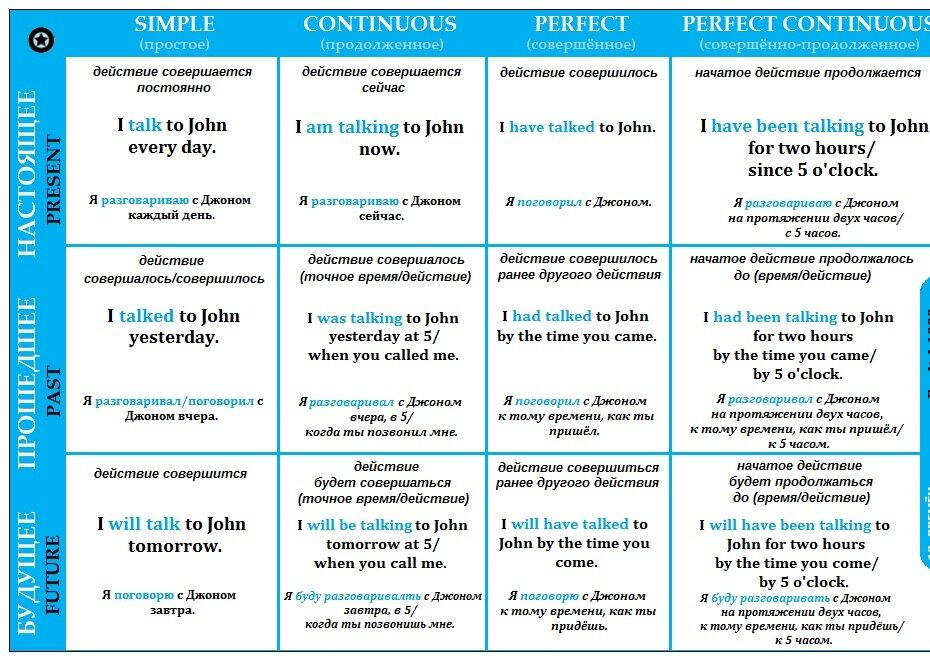 SIMPLE
(простое)
CONTINUOUS
(продолженное)
PERFECT
(совершённое)
PERFECT CONTINUOUS
(совершённо-продолженное)
НАСТОЯЩЕЕ
PRESENT
действие совершается
постоянно
I talk to John
every day.
Я разговариваю с Джоном
каждый день.
действие совершается
сейчас
I am talking to John
now.
Я разговариваю с Джоном
сейчас.
действие совершилось
I have talked to John.
Я поговорил с Джоном.
начатое действие продолжается
I have been talking to John
for two hours/
since 5 o'clock.
Я разговариваю с Джоном
на протяжении двух часов/
с 5 часов.
ПРОШЕДШЕЕ
PAST
действие
совершалось/совершилось
I talked to John
yesterday.
Я разговаривал/поговорил с
Джоном вчера.
действие совершалось
(точное время/действие)
I was talking to John
yesterday at 5/
when you called me.
Я разговаривал с Джоном
вчера, в 5/
когда ты позвонил мне.
действие совершилось
ранее другого действия
I had talked to John
by the time you came.
Я поговорил с Джоном
к тому времени, как ты
пришёл.
начатое действие продолжалось
до (время/действие)
I had been talking to John
for two hours
by the time you came/
by 5 o'clock.
Я разговаривал с Джоном
на протяжении двух часов,
к тому времени, как ты пришёл/
к 5 часом.
БУДУЩЕЕ
FUTURE
действие совершится
I will talk to John
tomorrow.
Я поговорю с Джоном
завтра.
действие
будет совершаться
(точное время/действие)
I will be talking to John
tomorrow at 5/
when you call me.
Я буду разговаривалть с Джоном
завтра, в 5/
когда ты позвонишь мне.
действие совершиться
ранее другого действия
I will have talked to
John by the time you
come.
Я поговорю с Джоном
к тому времени, как ты
придёшь.
начатое действие
будет продолжаться
до (время/действие)
I will have been talking to
John for two hours
by the time you come/
by 5 o'clock.
Я буду разговаривать с Джоном
на протяжении двух часов,
к тому времени, как ты придёшь/
к 5 часом.